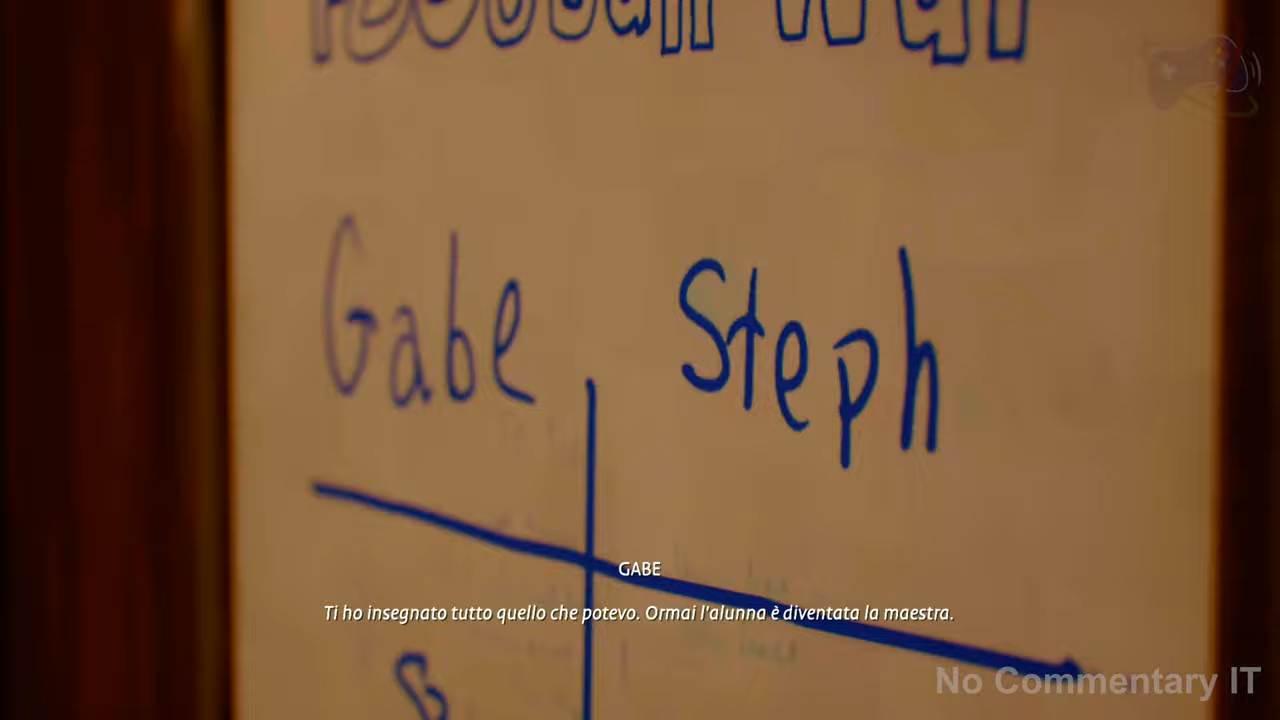 Gabe Steph
GABE
Ti ho insegnato tutto quello che potevo. Ormai l'alunna è diventata la maestra.
No Commentary IT